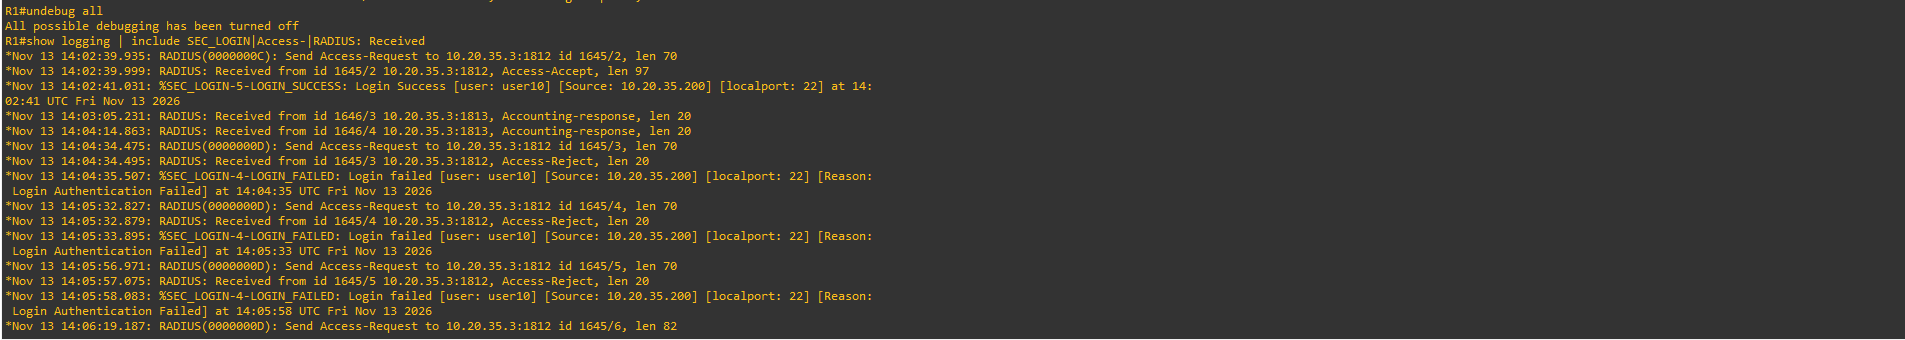 R1#undebug all
All possible debugging has been turned off
R1#show logging | include SEC_LOGIN|Access-|RADIUS: Received
*Nov 13 14:02:39.935: RADIUS(0000000C): Send Access-Request to 10.20.35.3:1812 id 1645/2, len 70
*Nov 13 14:02:39.999: RADIUS: Received from id 1645/2 10.20.35.3:1812, Access-Accept, len 97
*Nov 13 14:02:41.031: %SEC_LOGIN-5-LOGIN_SUCCESS: Login Success [user: user10] [Source: 10.20.35.200] [localport: 22] at 14:
02:41 UTC Fri Nov 13 2026
*Nov 13 14:03:05.231: RADIUS: Received from id 1646/3 10.20.35.3:1813, Accounting-response, len 20
*Nov 13 14:04:14.863: RADIUS: Received from id 1646/4 10.20.35.3:1813, Accounting-response, len 20
*Nov 13 14:04:34.475: RADIUS(0000000D): Send Access-Request to 10.20.35.3:1812 id 1645/3, len 70
*Nov 13 14:04:34.495: RADIUS: Received from id 1645/3 10.20.35.3:1812, Access-Reject, len 20
*Nov 13 14:04:35.507: %SEC_LOGIN-4-LOGIN_FAILED: Login failed [user: user10] [Source: 10.20.35.200] [localport: 22] [Reason:
 Login Authentication Failed] at 14:04:35 UTC Fri Nov 13 2026
*Nov 13 14:05:32.827: RADIUS(0000000D): Send Access-Request to 10.20.35.3:1812 id 1645/4, len 70
*Nov 13 14:05:32.879: RADIUS: Received from id 1645/4 10.20.35.3:1812, Access-Reject, len 20
*Nov 13 14:05:33.895: %SEC_LOGIN-4-LOGIN_FAILED: Login failed [user: user10] [Source: 10.20.35.200] [localport: 22] [Reason:
 Login Authentication Failed] at 14:05:33 UTC Fri Nov 13 2026
*Nov 13 14:05:56.971: RADIUS(0000000D): Send Access-Request to 10.20.35.3:1812 id 1645/5, len 70
*Nov 13 14:05:57.075: RADIUS: Received from id 1645/5 10.20.35.3:1812, Access-Reject, len 20
*Nov 13 14:05:58.083: %SEC_LOGIN-4-LOGIN_FAILED: Login failed [user: user10] [Source: 10.20.35.200] [localport: 22] [Reason:
 Login Authentication Failed] at 14:05:58 UTC Fri Nov 13 2026
*Nov 13 14:06:19.187: RADIUS(0000000D): Send Access-Request to 10.20.35.3:1812 id 1645/6, len 82